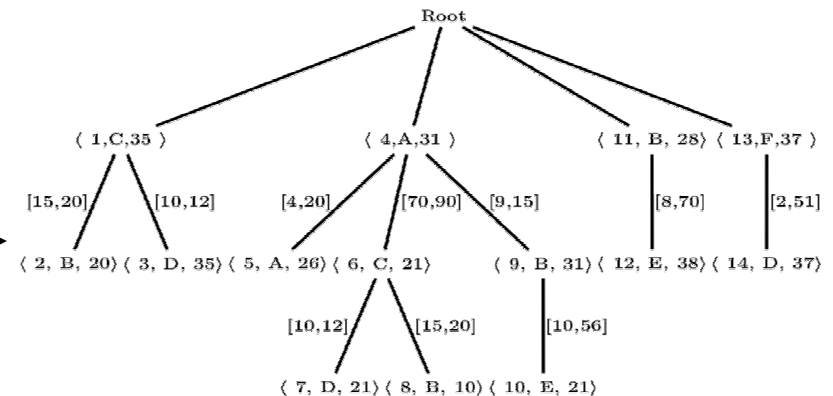 Root
⟨ 1,C,35 ⟩ ⟨ 4,A,31 ⟩ ⟨ 11, B, 28⟩ ⟨ 13,F,37 ⟩
[15,20] [10,12] [4,20] [70,90] [9,15] [8,70] [2,51]
⟨ 2, B, 20⟩ ⟨ 3, D, 35⟩ ⟨ 5, A, 26⟩ ⟨ 6, C, 21⟩ ⟨ 9, B, 31⟩ ⟨ 12, E, 38⟩ ⟨ 14, D, 37⟩
[10,12] [15,20] [10,56]
⟨ 7, D, 21⟩ ⟨ 8, B, 10⟩ ⟨ 10, E, 21⟩